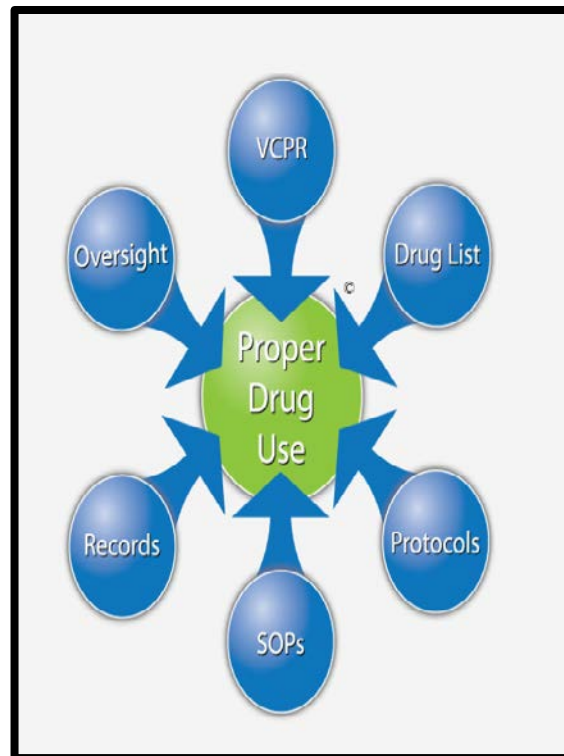 VCPR
Oversight
Drug List
©
Proper
Drug
Use
Records
Protocols
SOPs